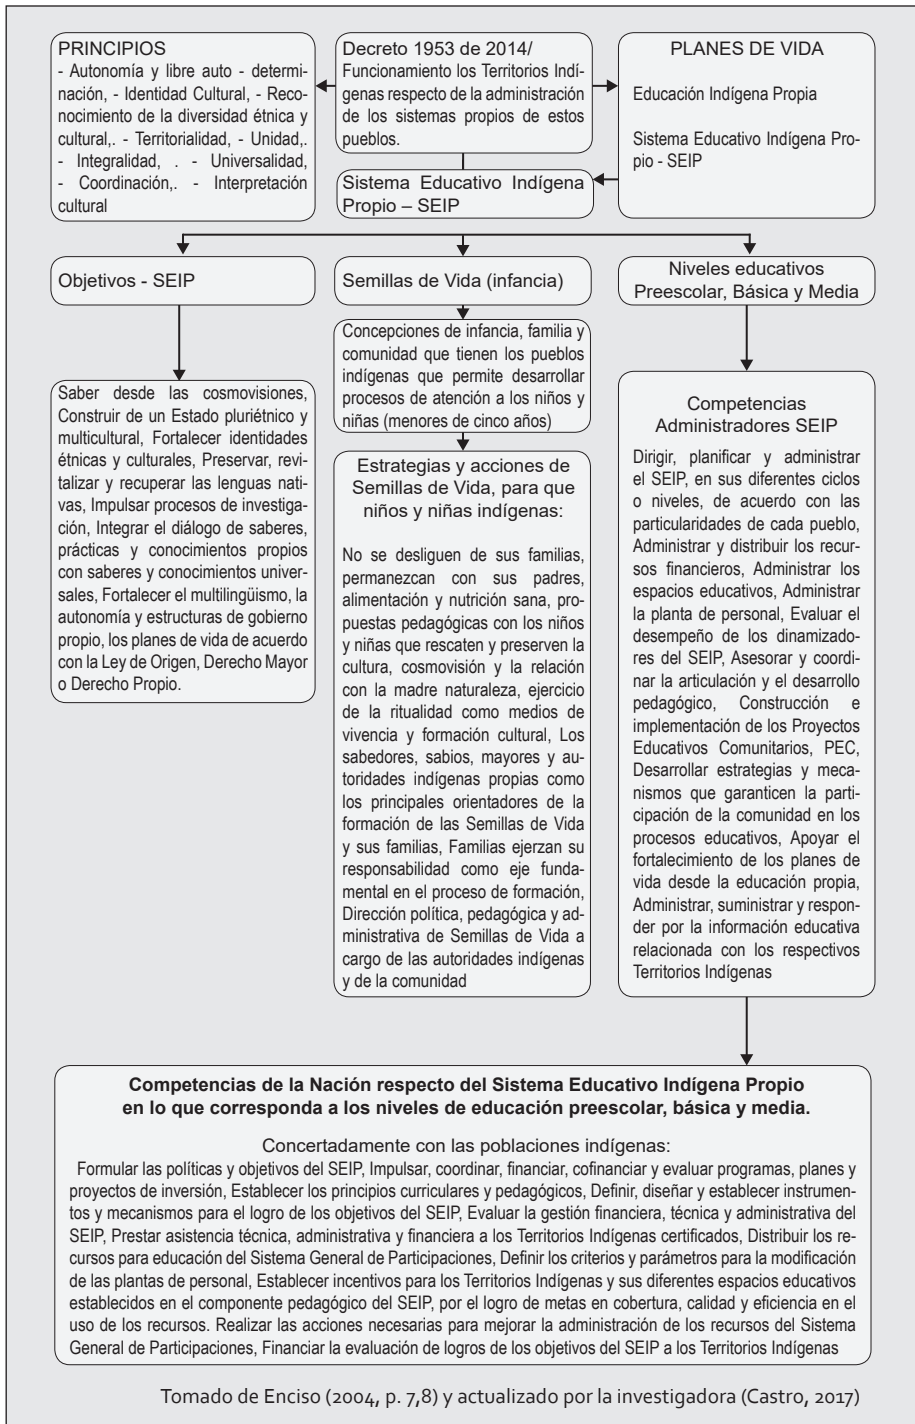 PRINCIPIOS
- Autonomía y libre auto - determi-
nación, - Identidad Cultural, - Reco-
nocimiento de la diversidad étnica y
cultural,. - Territorialidad, - Unidad,.
- Integralidad, . - Universalidad,
- Coordinación,. - Interpretación
cultural
Decreto 1953 de 2014/
Funcionamiento los Territorios Indí-
genas respecto de la administración
de los sistemas propios de estos
pueblos.
Sistema Educativo Indígena
Propio – SEIP
PLANES DE VIDA
Educación Indígena Propia
Sistema Educativo Indígena Pro-
pio - SEIP
Objetivos - SEIP
Semillas de Vida (infancia)
Niveles educativos
Preescolar, Básica y Media
Saber desde las cosmovisiones,
Construir de un Estado pluriétnico y
multicultural, Fortalecer identidades
étnicas y culturales, Preservar, revi-
talizar y recuperar las lenguas nati-
vas, Impulsar procesos de investiga-
ción, Integrar el diálogo de saberes,
prácticas y conocimientos propios
con saberes y conocimientos univer-
sales, Fortalecer el multilingüismo, la
autonomía y estructuras de gobierno
propio, los planes de vida de acuerdo
con la Ley de Origen, Derecho Mayor
o Derecho Propio.
Concepciones de infancia, familia y
comunidad que tienen los pueblos
indígenas que permite desarrollar
procesos de atención a los niños y
niñas (menores de cinco años)
Estrategias y acciones de
Semillas de Vida, para que
niños y niñas indígenas:
No se desliguen de sus familias,
permanezcan con sus padres,
alimentación y nutrición sana, pro-
puestas pedagógicas con los niños
y niñas que rescaten y preserven la
cultura, cosmovisión y la relación
con la madre naturaleza, ejercicio
de la ritualidad como medios de
vivencia y formación cultural, Los
sabedores, sabios, mayores y au-
toridades indígenas propias como
los principales orientadores de la
formación de las Semillas de Vida
y sus familias, Familias ejerzan su
responsabilidad como eje funda-
mental en el proceso de formación,
Dirección política, pedagógica y ad-
ministrativa de Semillas de Vida a
cargo de las autoridades indígenas
y de la comunidad
Competencias
Administradores SEIP
Dirigir, planificar y administrar
el SEIP, en sus diferentes ciclos
o niveles, de acuerdo con las
particularidades de cada pueblo,
Administrar y distribuir los recur-
sos financieros, Administrar los
espacios educativos, Administrar
la planta de personal, Evaluar el
desempeño de los dinamizado-
res del SEIP, Asesorar y coordi-
nar la articulación y el desarrollo
pedagógico, Construcción e
implementación de los Proyectos
Educativos Comunitarios, PEC,
Desarrollar estrategias y meca-
nismos que garanticen la parti-
cipación de la comunidad en los
procesos educativos, Apoyar el
fortalecimiento de los planes de
vida desde la educación propia,
Administrar, suministrar y respon-
der por la información educativa
relacionada con los respectivos
Territorios Indígenas
Competencias de la Nación respecto del Sistema Educativo Indígena Propio
en lo que corresponda a los niveles de educación preescolar, básica y media.
Concertadamente con las poblaciones indígenas:
Formular las políticas y objetivos del SEIP, Impulsar, coordinar, financiar, cofinanciar y evaluar programas, planes y
proyectos de inversión, Establecer los principios curriculares y pedagógicos, Definir, diseñar y establecer instrumen-
tos y mecanismos para el logro de los objetivos del SEIP, Evaluar la gestión financiera, técnica y administrativa del
SEIP, Prestar asistencia técnica, administrativa y financiera a los Territorios Indígenas certificados, Distribuir los re-
cursos para educación del Sistema General de Participaciones, Definir los criterios y parámetros para la modificación
de las plantas de personal, Establecer incentivos para los Territorios Indígenas y sus diferentes espacios educativos
establecidos en el componente pedagógico del SEIP, por el logro de metas en cobertura, calidad y eficiencia en el
uso de los recursos. Realizar las acciones necesarias para mejorar la administración de los recursos del Sistema
General de Participaciones, Financiar la evaluación de logros de los objetivos del SEIP a los Territorios Indígenas
Tomado de Enciso (2004, p. 7,8) y actualizado por la investigadora (Castro, 2017)